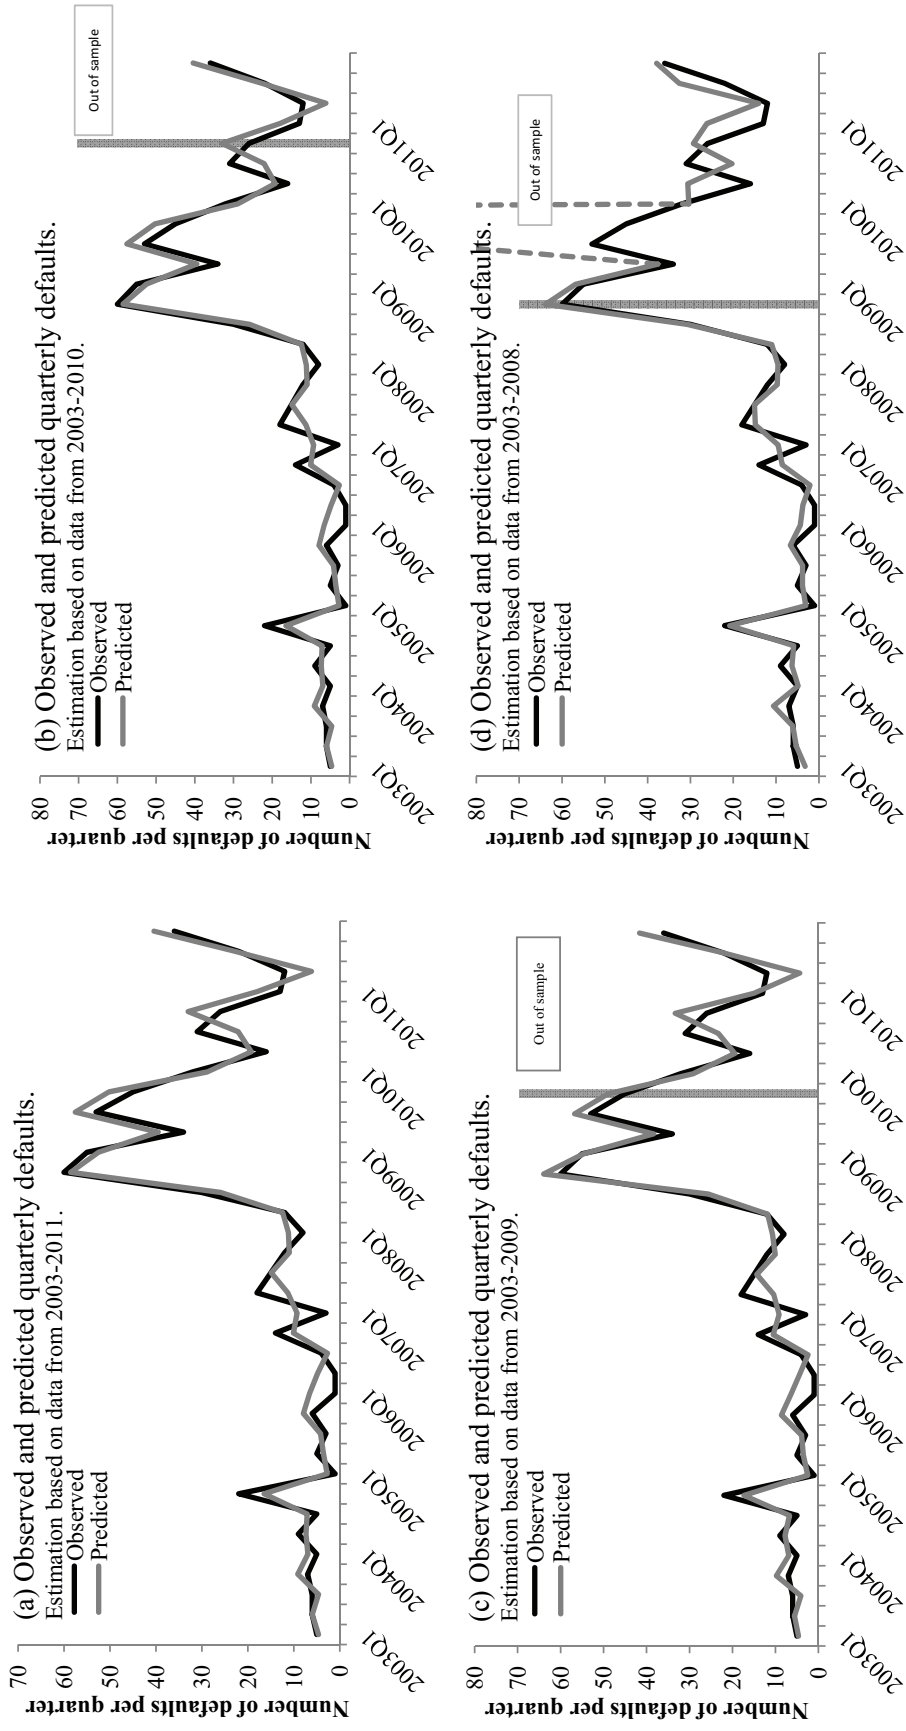 (a) Observed and predicted quarterly defaults.
Estimation based on data from 2003-2011.
Observed
Predicted
Number of defaults per quarter
70
60
50
40
30
20
10
0
2003Q1
2004Q1
2005Q1
2006Q1
2007Q1
2008Q1
2009Q1
2010Q1
2011Q1
(b) Observed and predicted quarterly defaults.
Estimation based on data from 2003-2010.
Observed
Predicted
Out of sample
Number of defaults per quarter
80
70
60
50
40
30
20
10
0
2003Q1
2004Q1
2005Q1
2006Q1
2007Q1
2008Q1
2009Q1
2010Q1
2011Q1
(c) Observed and predicted quarterly defaults.
Estimation based on data from 2003-2009.
Observed
Predicted
Out of sample
Number of defaults per quarter
80
70
60
50
40
30
20
10
0
2003Q1
2004Q1
2005Q1
2006Q1
2007Q1
2008Q1
2009Q1
2010Q1
2011Q1
(d) Observed and predicted quarterly defaults.
Estimation based on data from 2003-2008.
Observed
Predicted
Out of sample
Number of defaults per quarter
80
70
60
50
40
30
20
10
0
2003Q1
2004Q1
2005Q1
2006Q1
2007Q1
2008Q1
2009Q1
2010Q1
2011Q1